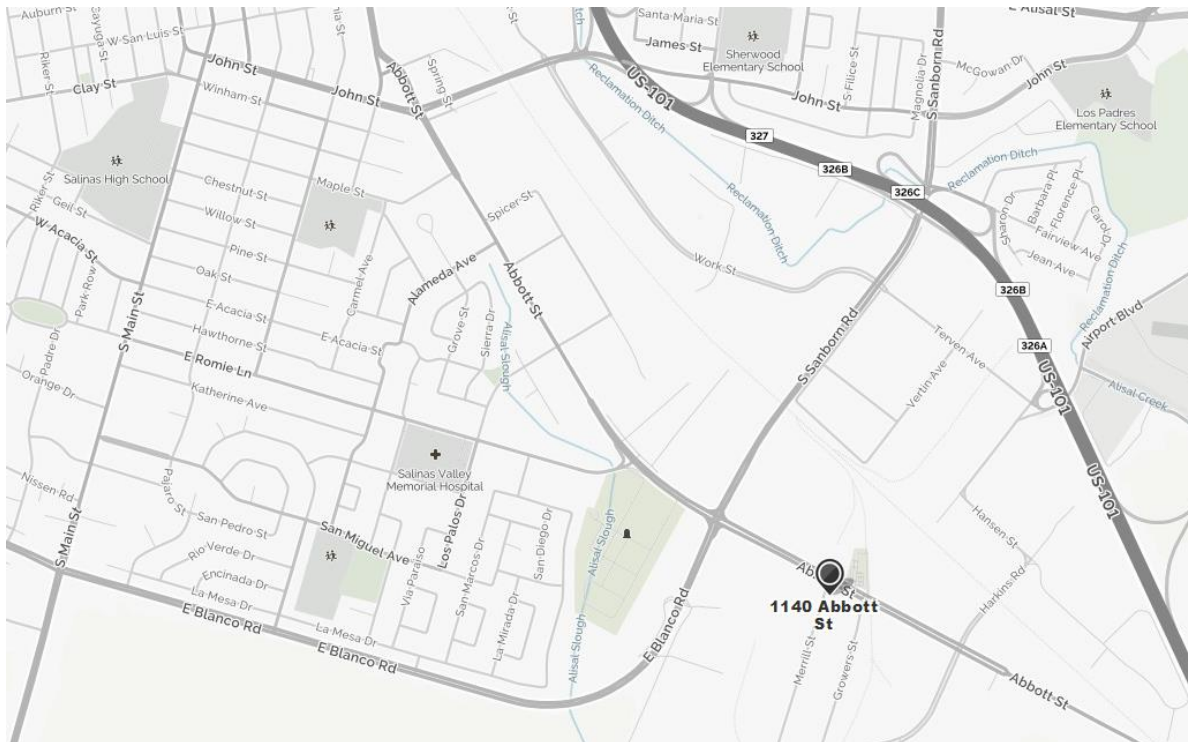 Auburn St
Cayuga St
W San Luis St
Riker St
Clay St
John St
Winham St
John St
Abbott St
Spring St
Reclamation Ditch
US-101
Santa Maria St
James St
Sherwood
Elementary School
S Filice St
Magnolia Dr
John St
S Sanborn Rd
E Alisal St
McGowan Dr
John St
Los Padres
Elementary School
327
326B
326C
Reclamation Ditch
Reclamation Ditch
Salinas High School
Riker St
Geil St
W Acacia St
Chestnut St
Maple St
Willow St
Pine St
Oak St
Park Row
S Main St
E Acacia St
Hawthorne St
E Acacia St
Carmel Ave
Alameda Ave
Spicer St
Abbott St
Work St
Grove St
Sierra Dr
Alisal Slough
Sharon Dr
Barbara Pl
Florence Pl
Carol Dr
Fairview Ave
Jean Ave
Reclamation Ditch
Airport Blvd
326B
326A
US-101
Alisal Creek
S Sanborn Rd
Terven Ave
Vertin Ave
Padre Dr
Orange Dr
E Romie Ln
Katherine Ave
Salinas Valley
Memorial Hospital
Nissen Rd
Pajaro St
San Pedro St
Rio Verde Dr
Encinada Dr
La Mesa Dr
S Main St
E Blanco Rd
San Miguel Ave
Los Palos Dr
Via Paraiso
San Marcos Dr
La Mirada Dr
San Diego Dr
La Mesa Dr
E Blanco Rd
Alisal Slough
Alisal Slough
E Blanco Rd
US-101
Hansen St
Harkins Rd
Abbott St
1140 Abbott
St
Merrill St
Growers St
Abbott St